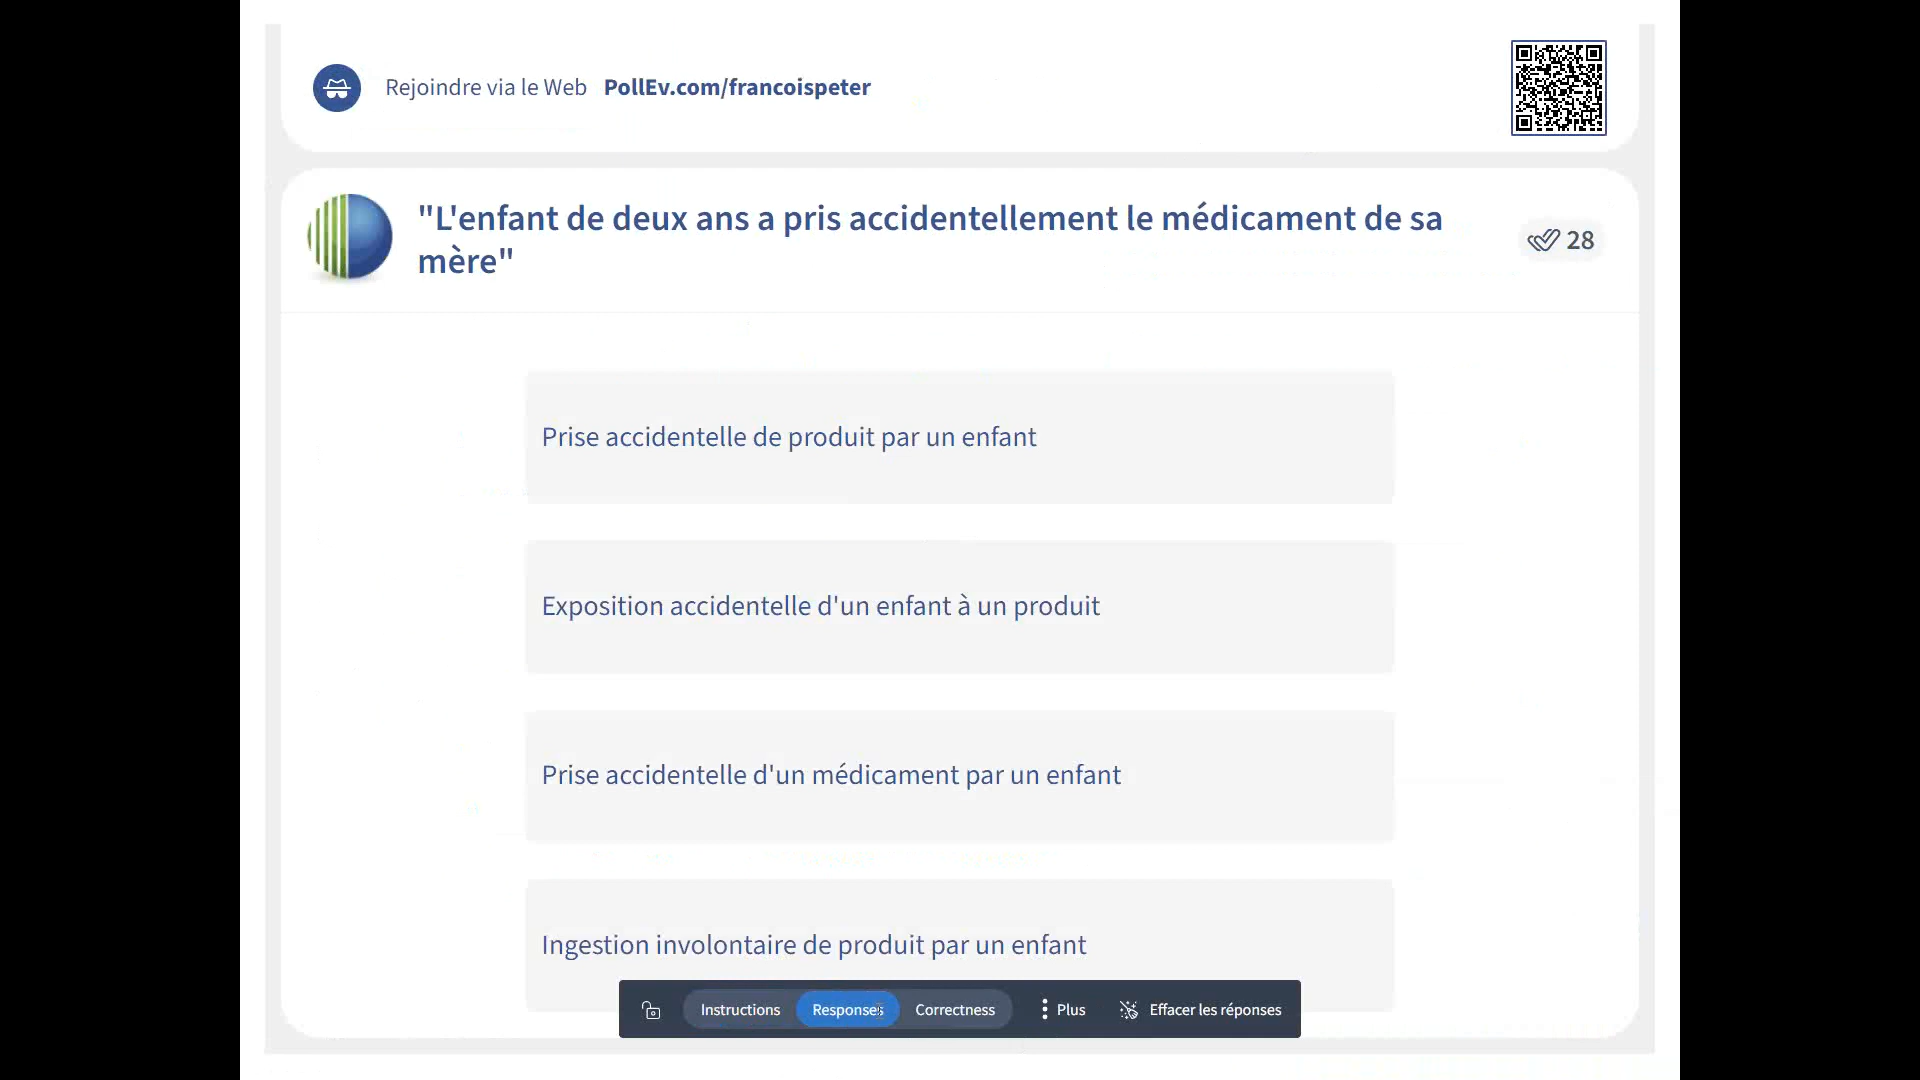 Rejoindre via le Web PollEv.com/francoispeter
"L'enfant de deux ans a pris accidentellement le médicament de sa
mère"
28
Prise accidentelle de produit par un enfant
Exposition accidentelle d'un enfant à un produit
Prise accidentelle d'un médicament par un enfant
Ingestion involontaire de produit par un enfant
Instructions Responses Correctness Plus Effacer les réponses